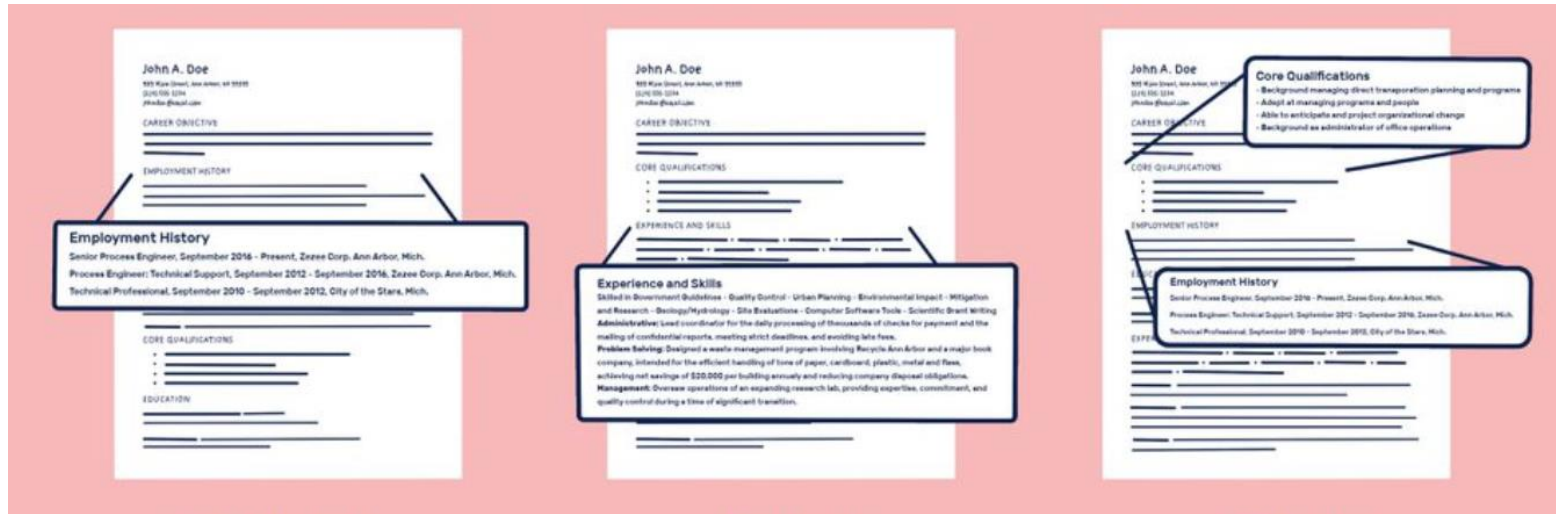 John A. Doe
CAREER OBJECTIVE
EMPLOYMENT HISTORY
Employment History
Senior Process Engineer, September 2016 - Present, Zezee Corp. Ann Arbor, Mich.
Process Engineer: Technical Support, September 2012 - September 2016, Zezee Corp. Ann Arbor, Mich.
Technical Professional, September 2010 - September 2012, City of the Stars, Mich.
CORE QUALIFICATIONS
EDUCATION
John A. Doe
CAREER OBJECTIVE
CORE QUALIFICATIONS
EXPERIENCE AND SKILLS
Experience and Skills
Skilled in Government Guidelines - Quality Control - Urban Planning - Environmental Impact - Mitigation
and Research - Geology/Hydrology - Site Evaluations - Computer Software Tools - Scientific Grant Writing
Administrative: Lead coordinator for the daily processing of thousands of checks for payment and the
mailing of confidential reports, meeting strict deadlines, and avoiding late fees.
Problem Solving: Designed a waste management program involving Recycle Ann Arbor and a major book
company, intended for the efficient handling of tons of paper, cardboard, plastic, metal and
achieving net savings of $20,000 per building annually and reducing company disposal obligations.
Management: Oversaw operations of an expanding research lab, providing expertise, commitment, and
quality control during a time of significant transition.
John A. Doe
CAREER OBJECTIVE
Core Qualifications
- Background managing direct transporation planning and programs
- Adept at managing programs and people
- Able to anticipate and project organizational change
- Background as administrator of office operations
CORE QUALIFICATIONS
EMPLOYMENT HISTORY
Employment History
Senior Process Engineer, September 2016 - Present, Zezee Corp. Ann Arbor, Mich.
Process Engineer: Technical Support, September 2012 - September 2016, Zezee Corp. Ann Arbor, Mich.
Technical Professional, September 2010 - September 2012, City of the Stars, Mich.